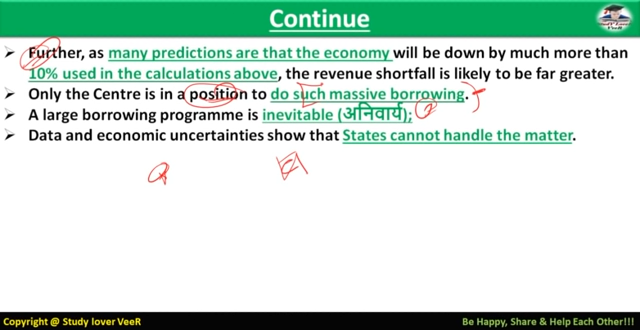 Continue
Study Lover
VeeR
➢ Further, as many predictions are that the economy will be down by much more than
10% used in the calculations above, the revenue shortfall is likely to be far greater.
➢ Only the Centre is in a position to do such massive borrowing.
➢ A large borrowing programme is inevitable (अनिवार्य);
➢ Data and economic uncertainties show that States cannot handle the matter.
Copyright @ Study lover VeeR
Be Happy, Share & Help Each Other!!!